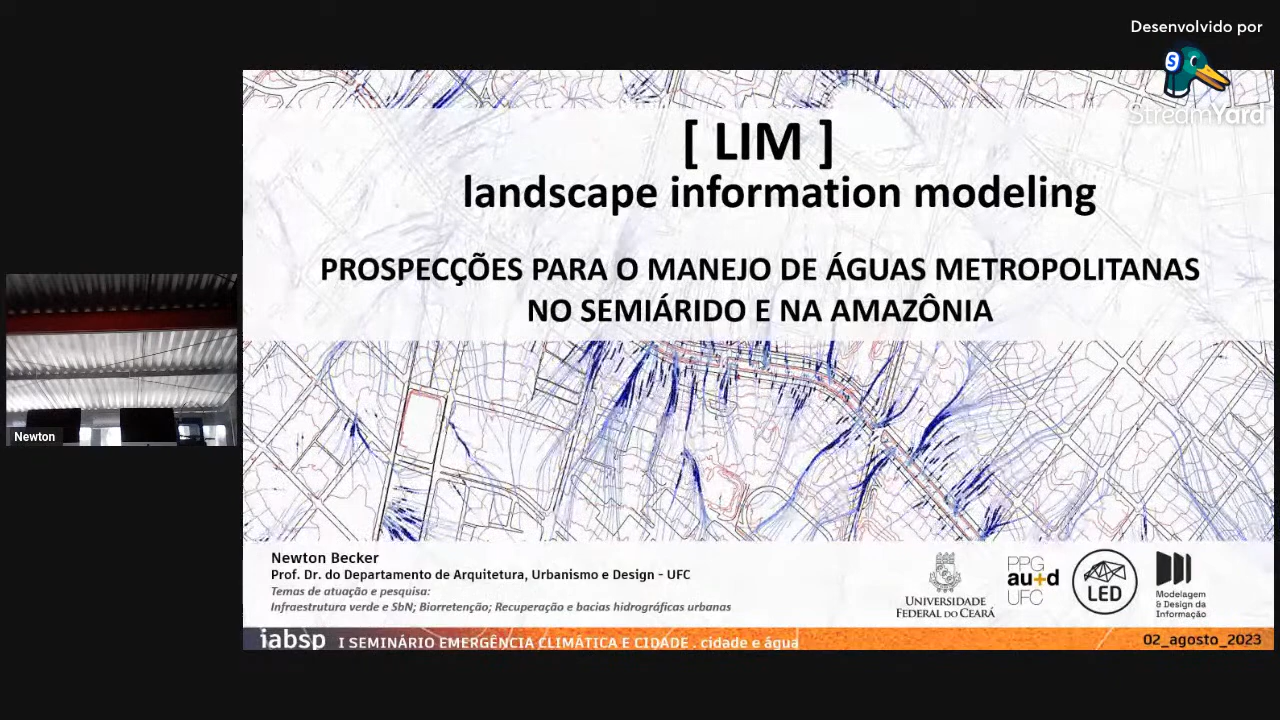 Desenvolvido por
S
StreamYard
[ LIM ]
landscape information modeling
PROSPECÇÕES PARA O MANEJO DE ÁGUAS METROPOLITANAS
NO SEMIÁRIDO E NA AMAZÔNIA
Newton
Newton Becker
Prof. Dr. do Departamento de Arquitetura, Urbanismo e Design - UFC
Temas de atuação e pesquisa:
Infraestrutura verde e SbN; Biorretenção; Recuperação e bacias hidrográficas urbanas
UNIVERSIDADE
FEDERAL DO CEARÁ
PPG
au+d
UFC
LED
Modelagem
& Design da
Informação
iabsp I SEMINÁRIO EMERGÊNCIA CLIMÁTICA E CIDADE . cidade e água
02_agosto_2023